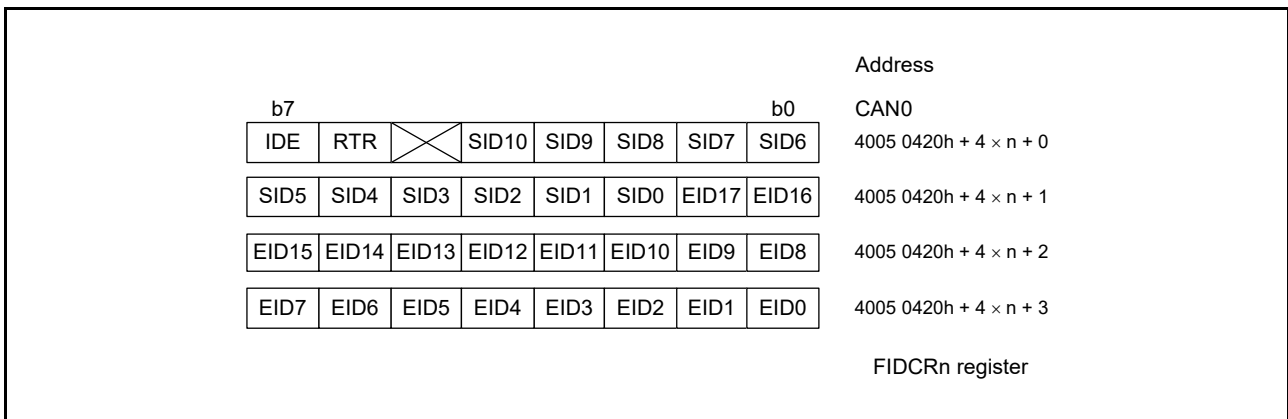 Address
b7 b0 CAN0
IDE RTR SID10 SID9 SID8 SID7 SID6 4005 0420h + 4 × n + 0
SID5 SID4 SID3 SID2 SID1 SID0 EID17 EID16 4005 0420h + 4 × n + 1
EID15 EID14 EID13 EID12 EID11 EID10 EID9 EID8 4005 0420h + 4 × n + 2
EID7 EID6 EID5 EID4 EID3 EID2 EID1 EID0 4005 0420h + 4 × n + 3
FIDCRn register